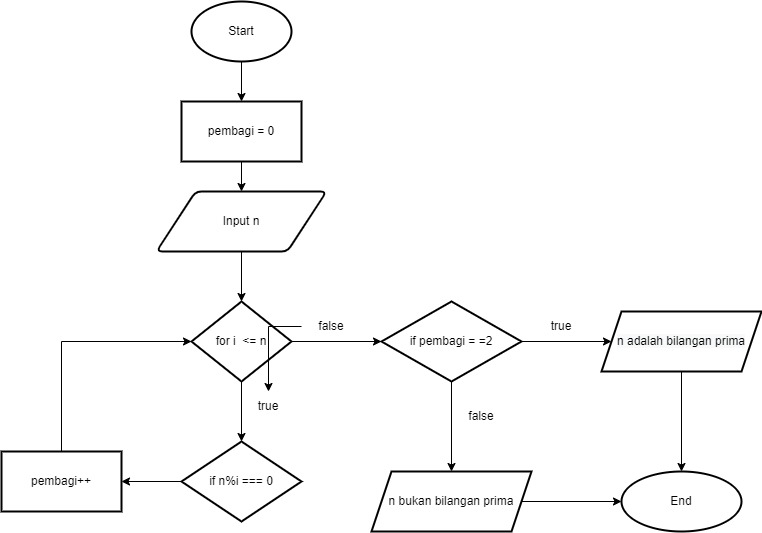 Start
pembagi = 0
Input n
for i <= n
false
if pembagi = =2
true
n adalah bilangan prima
true
false
pembagi++
if n%i === 0
n bukan bilangan prima
End